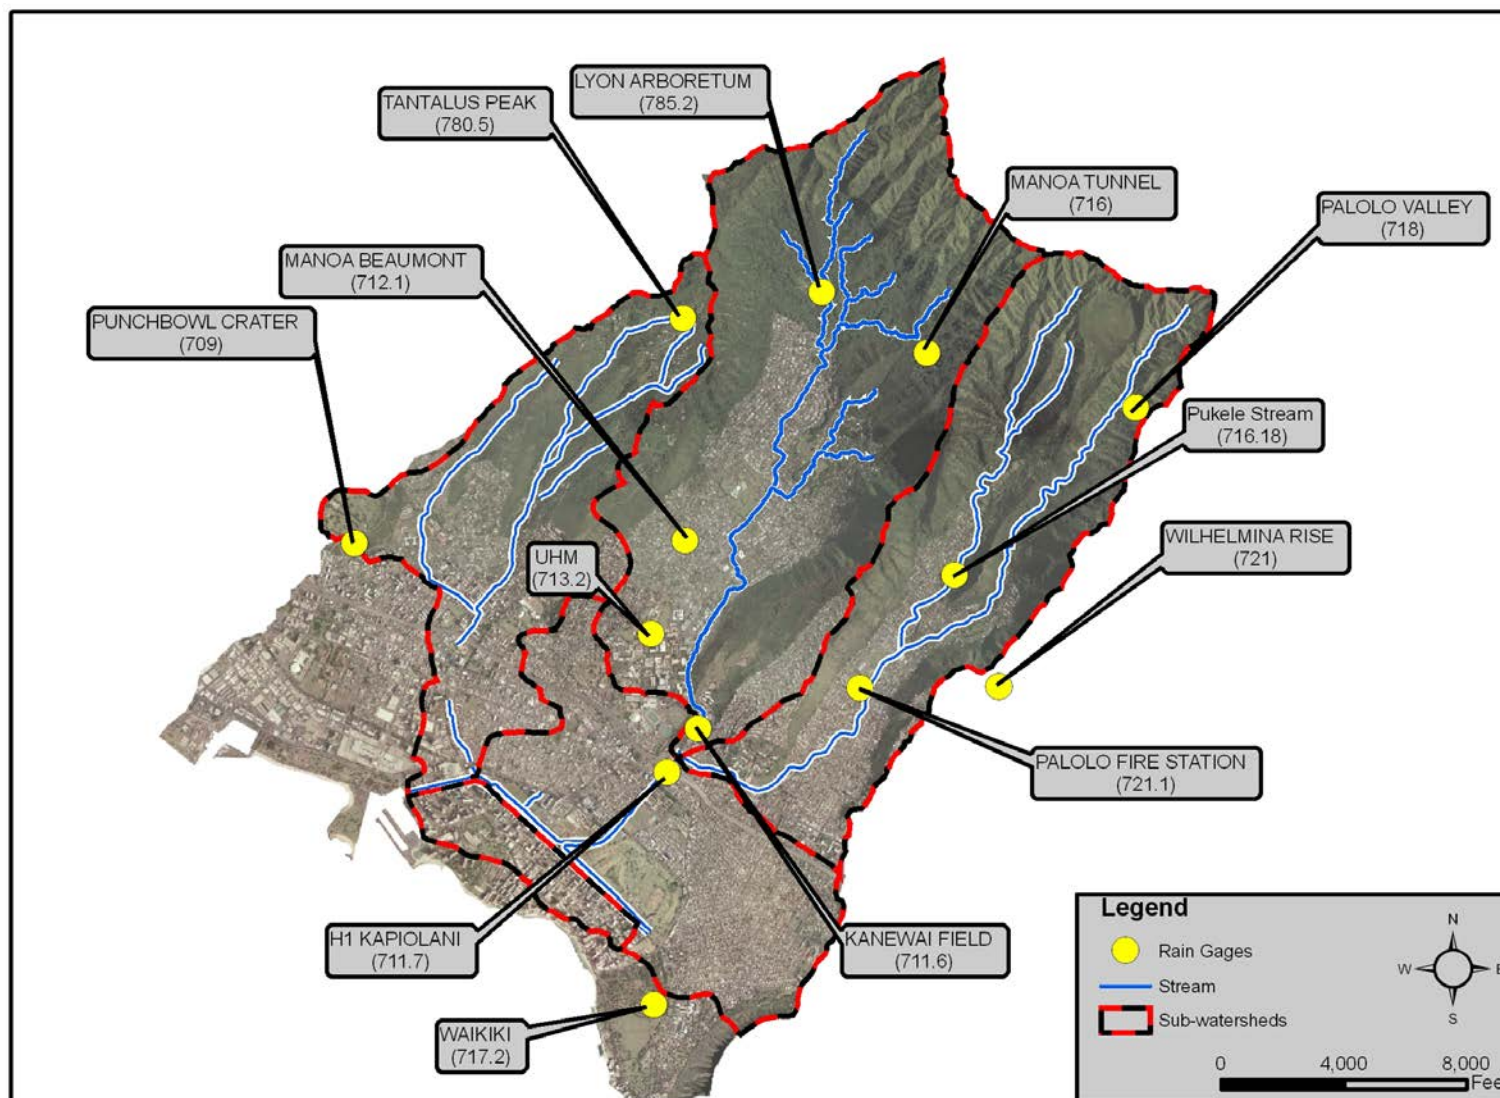 LYON ARBORETUM
(785.2)
TANTALUS PEAK
(780.5)
MANOA TUNNEL
(716)
PALOLO VALLEY
(718)
MANOA BEAUMONT
(712.1)
PUNCHBOWL CRATER
(709)
Pukele Stream
(716.18)
WILHELMINA RISE
(721)
UHM
(713.2)
PALOLO FIRE STATION
(721.1)
H1 KAPIOLANI
(711.7)
KANEWAI FIELD
(711.6)
WAIKIKI
(717.2)
Legend
Rain Gages
Stream
Sub-watersheds
N
W E
S
0 4,000 8,000
Fee